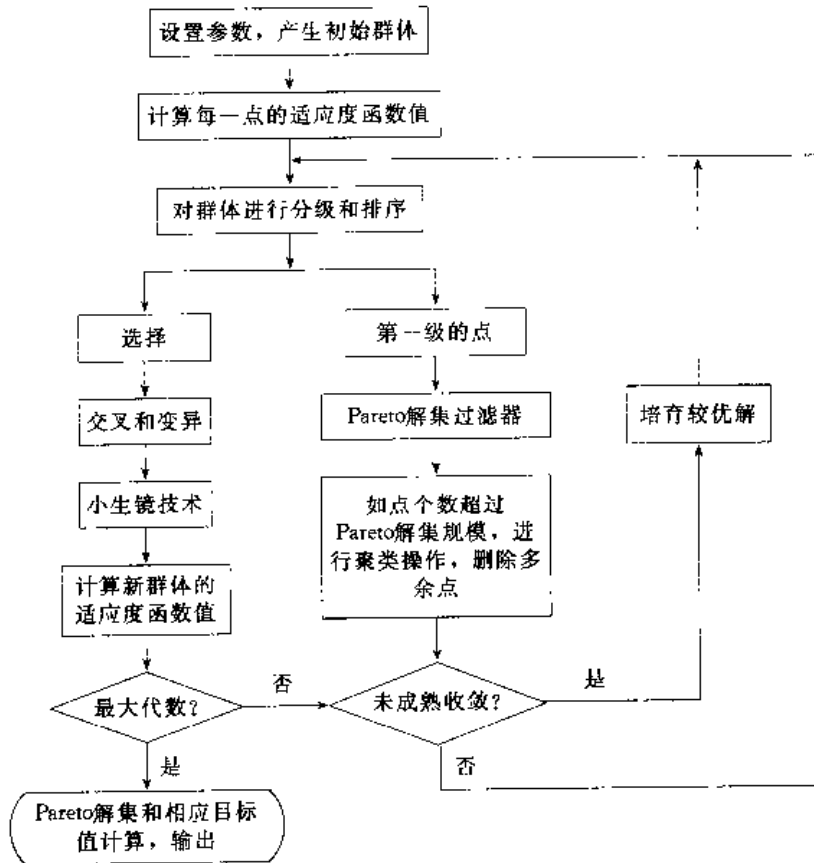 设置参数，产生初始群体
计算每一点的适应度函数值
对群体进行分级和排序
选择
第一级的点
交叉和变异
Pareto解集过滤器
培育较优解
小生镜技术
如点个数超过
Pareto解集规模，进
行聚类操作，删除多
余点
计算新群体的
适应度函数值
最大代数？
否
未成熟收敛？
是
是
否
Pareto解集和相应目标
值计算，输出